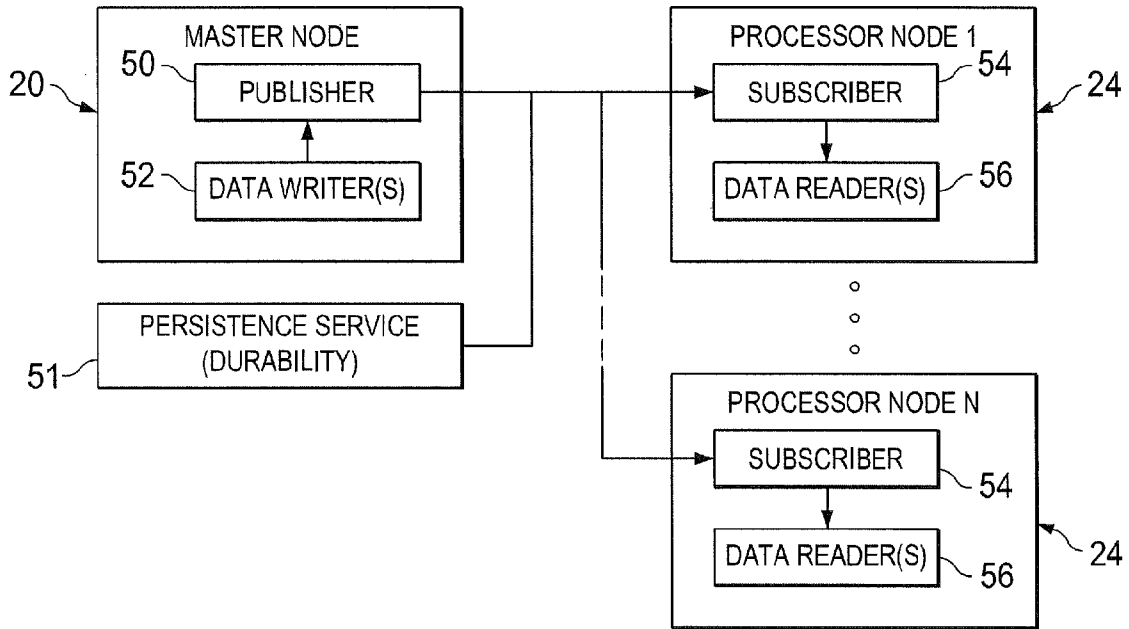 MASTER NODE
50
PUBLISHER
20
52
DATA WRITER(S)
PERSISTENCE SERVICE
(DURABILITY)
51
PROCESSOR NODE 1
54
SUBSCRIBER
24
56
DATA READER(S)
PROCESSOR NODE N
SUBSCRIBER
54
DATA READER(S)
24
56